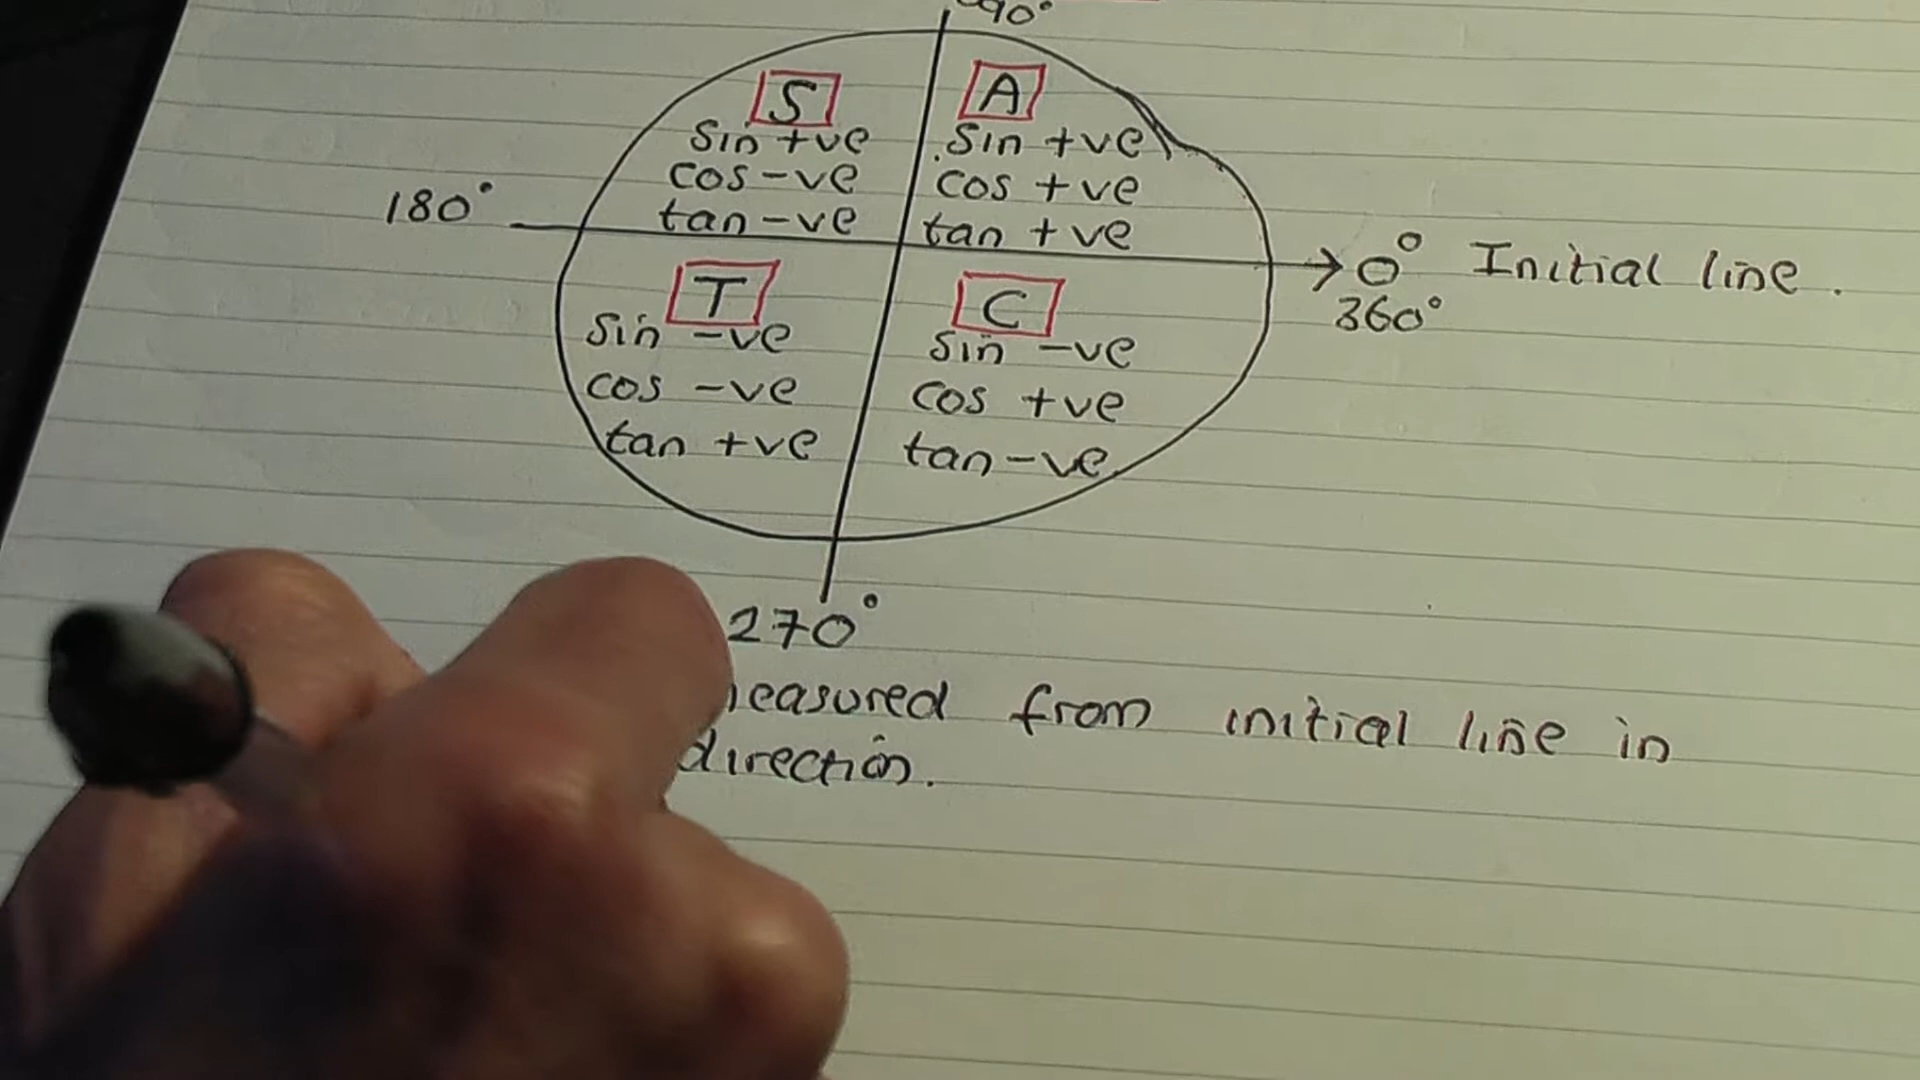 90°
S
A
sin +ve
sin +ve
cos -ve
cos +ve
180°
tan -ve
tan +ve
0° Initial line.
360°
T
C
sin -ve
sin -ve
cos -ve
cos +ve
tan +ve
tan -ve
270°
from initial line in
direction.